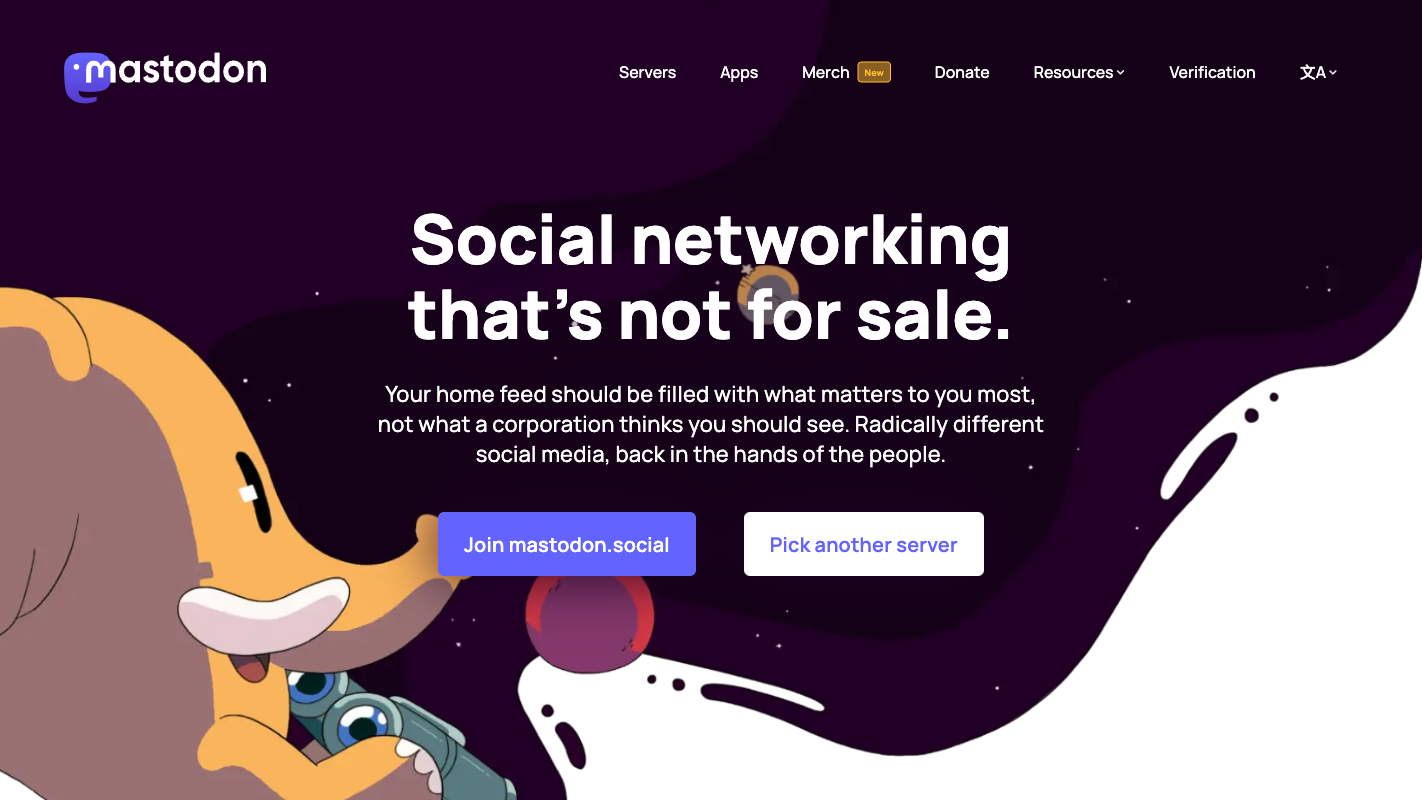 mastodon
Servers
Apps
Merch New
Donate
Resources
Verification
文A
Social networking
that’s not for sale.
Your home feed should be filled with what matters to you most,
not what a corporation thinks you should see. Radically different
social media, back in the hands of the people.
Join mastodon.social
Pick another server